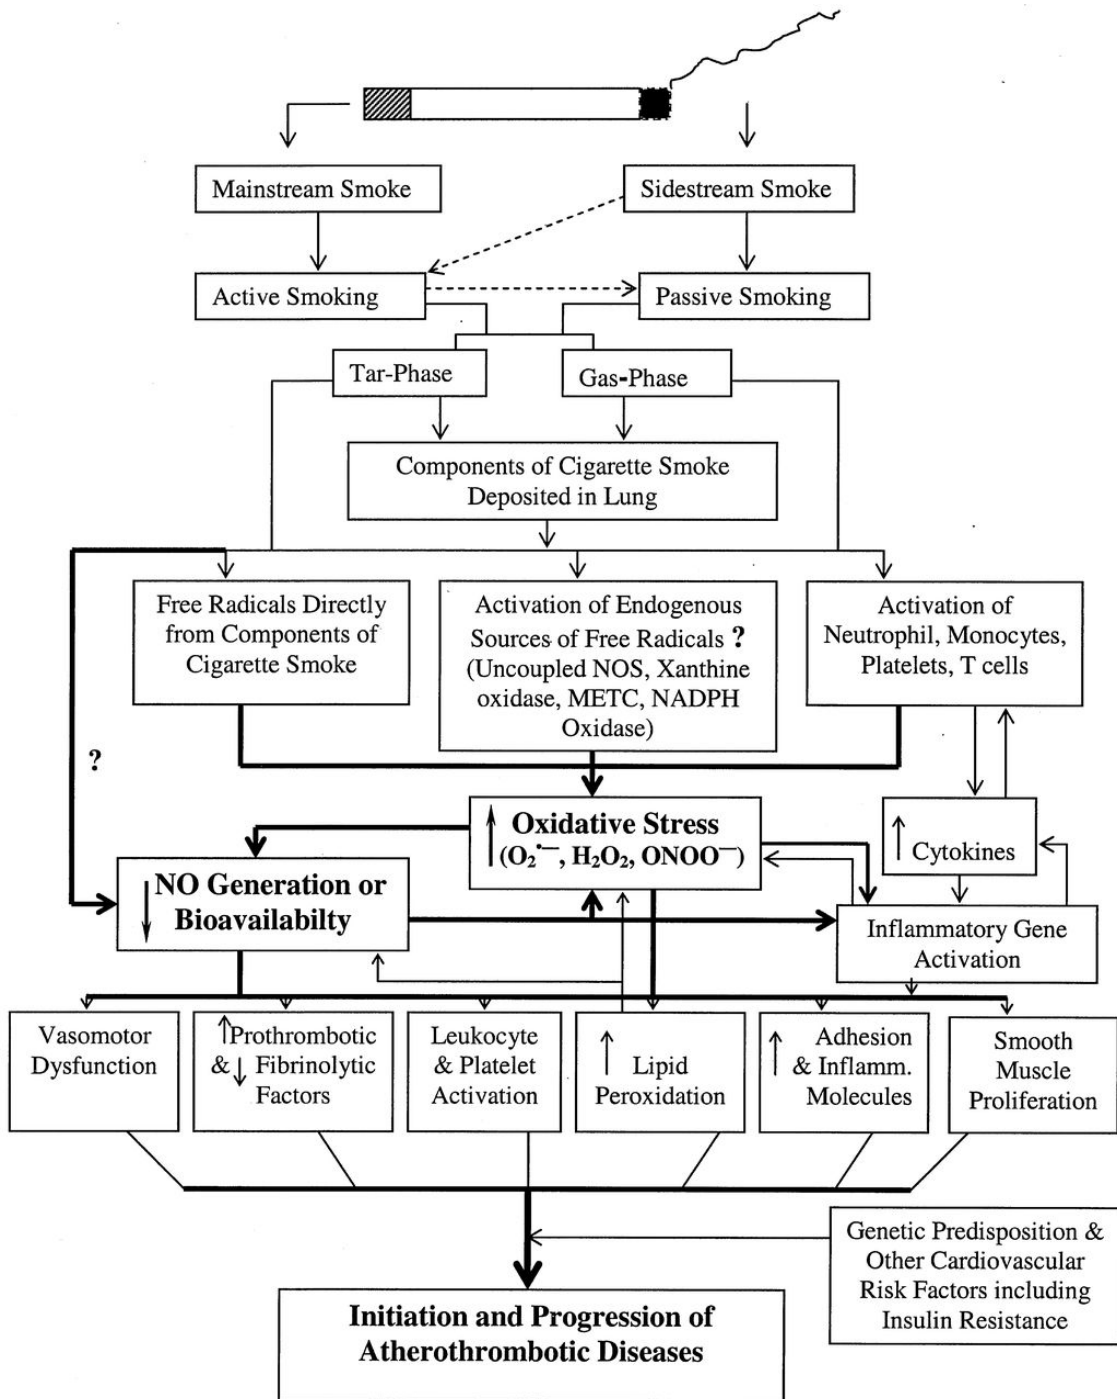 Mainstream Smoke
Sidestream Smoke
Active Smoking
Passive Smoking
Tar-Phase
Gas-Phase
Components of Cigarette Smoke
Deposited in Lung
Free Radicals Directly
from Components of
Cigarette Smoke
Activation of Endogenous
Sources of Free Radicals ?
(Uncoupled NOS, Xanthine
oxidase, METC, NADPH
Oxidase)
Activation of
Neutrophil, Monocytes,
Platelets, T cells
?
↑ Oxidative Stress
(O₂•—, H₂O₂, ONOO—)
↑ Cytokines
↓ NO Generation or
Bioavailabilty
Inflammatory Gene
Activation
Vasomotor
Dysfunction
↑Prothrombotic
& ↓ Fibrinolytic
Factors
Leukocyte
& Platelet
Activation
↑ Lipid
Peroxidation
↑ Adhesion
& Inflamm.
Molecules
Smooth
Muscle
Proliferation
Genetic Predisposition &
Other Cardiovascular
Risk Factors including
Insulin Resistance
Initiation and Progression of
Atherothrombotic Diseases